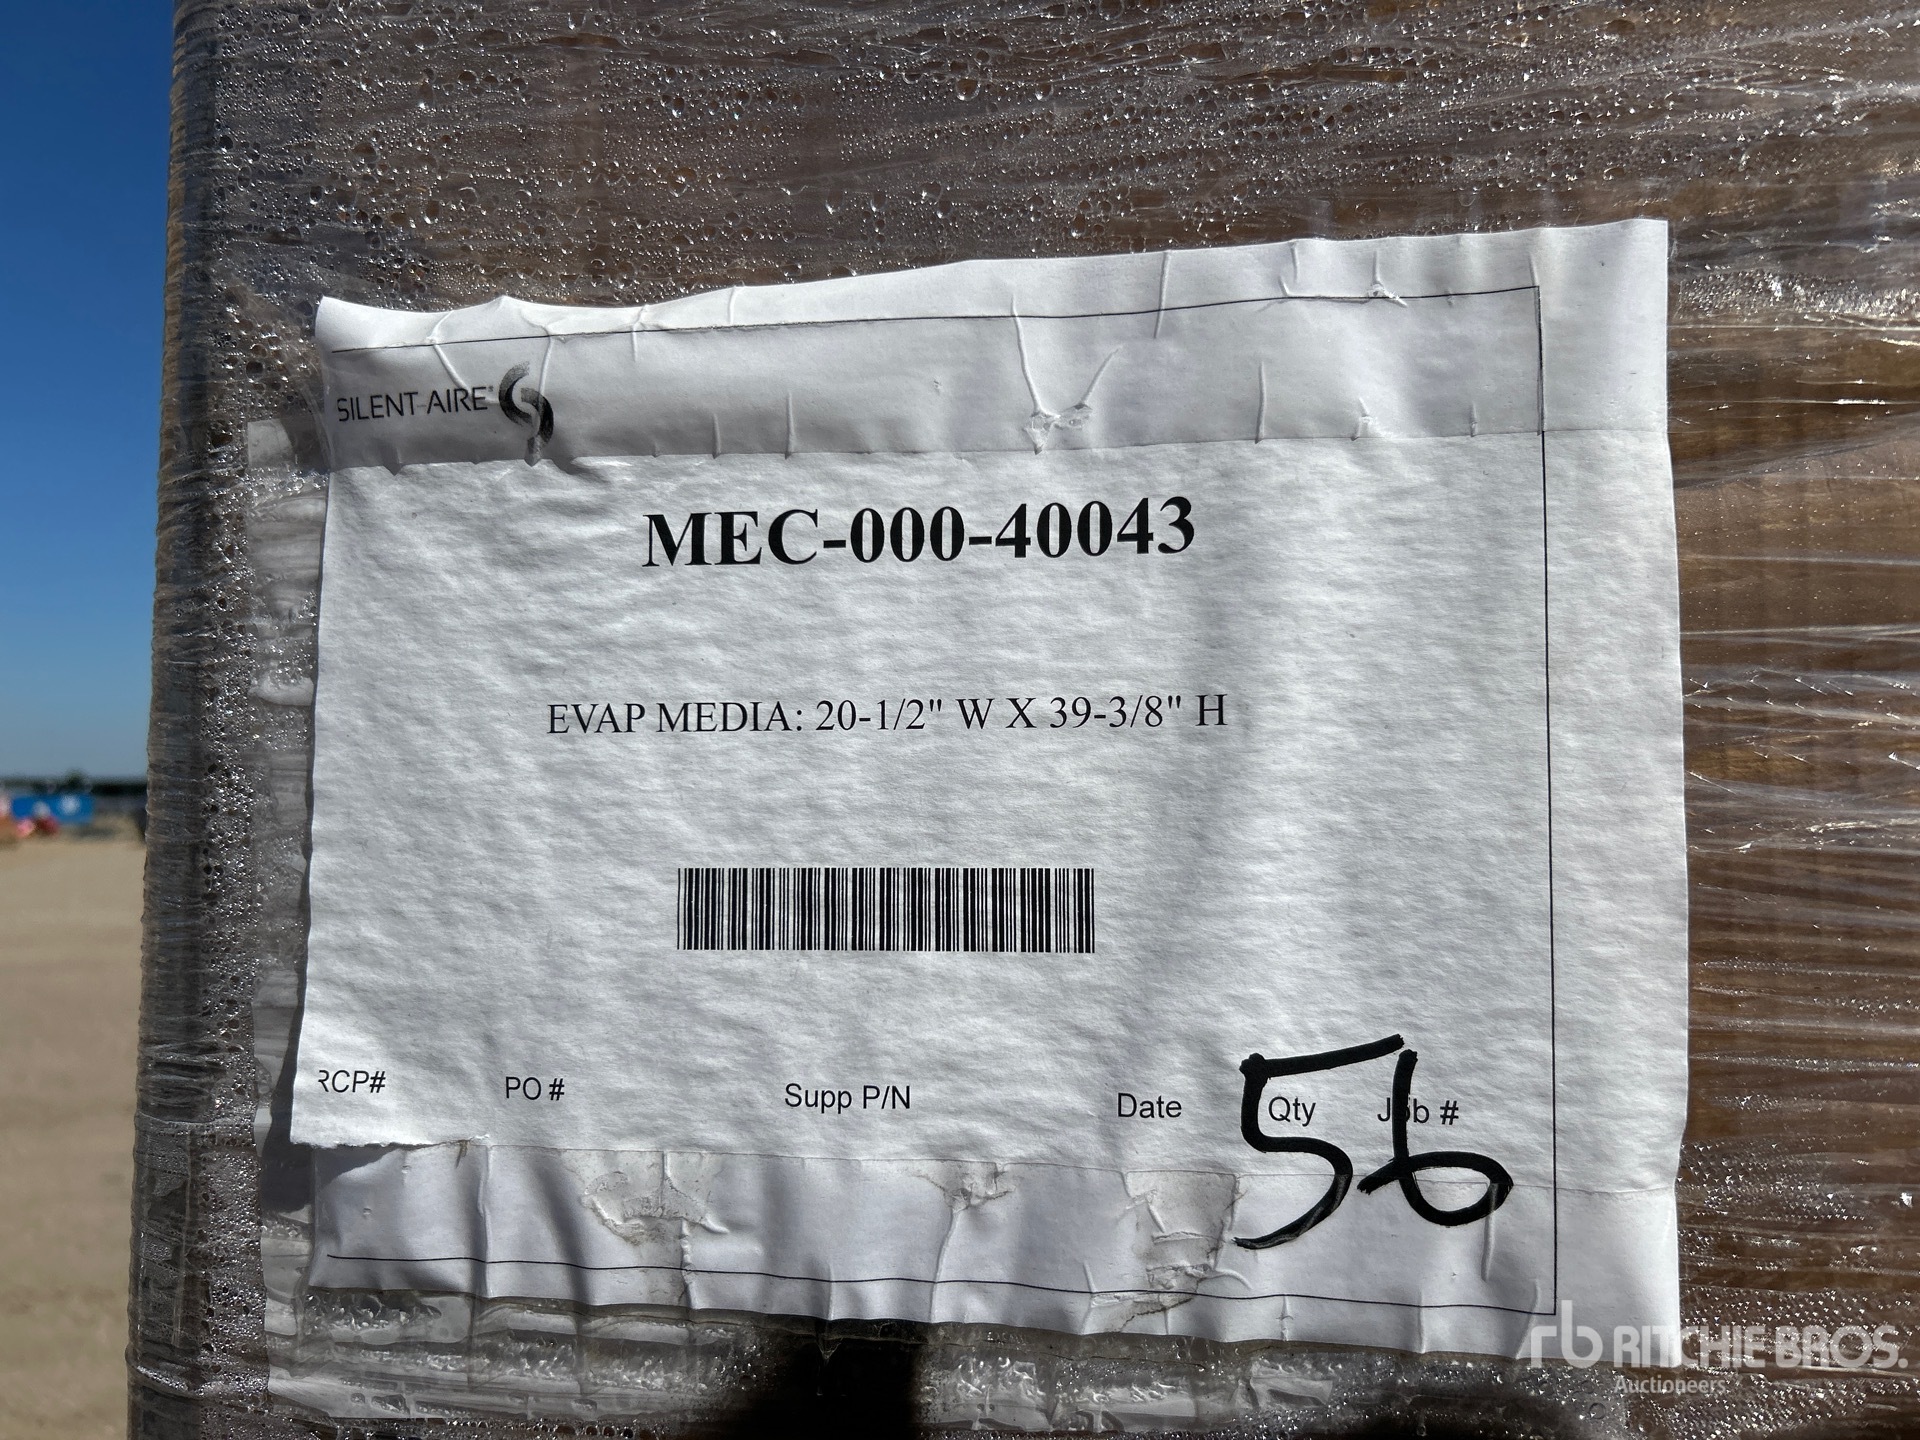 SILENT-AIRE®
MEC-000-40043
EVAP MEDIA: 20-1/2" W X 39-3/8" H
RCP# PO # Supp P/N Date Qty Job #
56
rb RITCHIE BROS.
Auctioneers